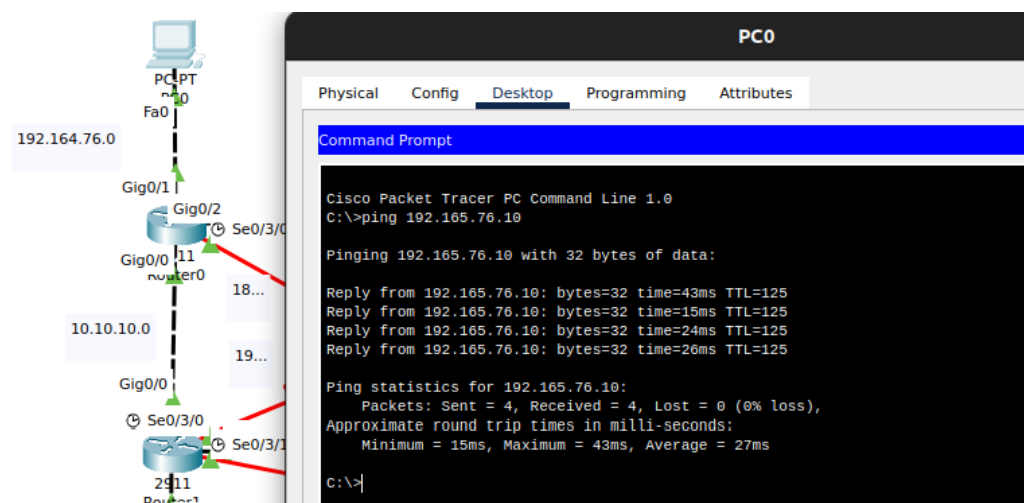 PC0
Physical Config Desktop Programming Attributes
Command Prompt
Cisco Packet Tracer PC Command Line 1.0
C:\>ping 192.165.76.10
Pinging 192.165.76.10 with 32 bytes of data:
Reply from 192.165.76.10: bytes=32 time=43ms TTL=125
Reply from 192.165.76.10: bytes=32 time=15ms TTL=125
Reply from 192.165.76.10: bytes=32 time=24ms TTL=125
Reply from 192.165.76.10: bytes=32 time=26ms TTL=125
Ping statistics for 192.165.76.10:
Packets: Sent = 4, Received = 4, Lost = 0 (0% loss),
Approximate round trip times in milli-seconds:
Minimum = 15ms, Maximum = 43ms, Average = 27ms
C:\>
PC-PT
Fa0
192.164.76.0
Gig0/1
Gig0/2
Se0/3/0
11
Gig0/0
Router0
18...
10.10.10.0
19...
Gig0/0
Se0/3/0
Se0/3/1
2911
Router1